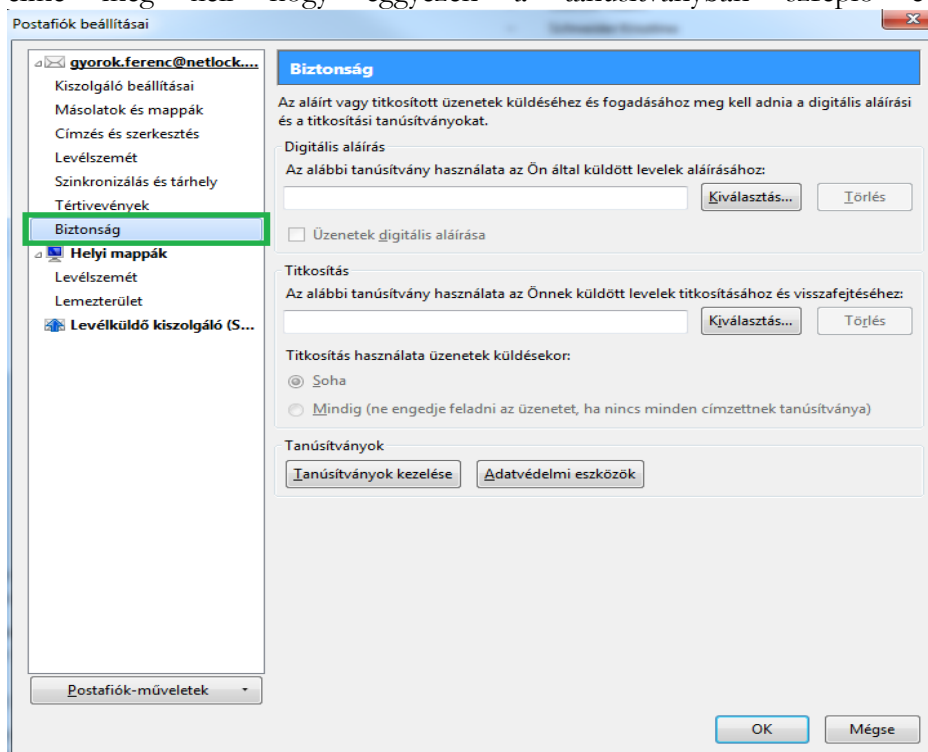 Postafiók beállításai
gyorok.ferenc@netlock....
Kiszolgáló beállításai
Másolatok és mappák
Címzés és szerkesztés
Levélszemét
Szinkronizálás és tárhely
Tértivevények
Biztonság
Helyi mappák
Levélszemét
Lemezterület
Levélküldő kiszolgáló (S...
Postafiók-műveletek
Biztonság
Az aláírt vagy titkosított üzenetek küldéséhez és fogadásához meg kell adnia a digitális aláírási
és a titkosítási tanúsítványokat.
Digitális aláírás
Az alábbi tanúsítvány használata az Ön által küldött levelek aláírásához:
Kiválasztás... Törlés
Üzenetek digitális aláírása
Titkosítás
Az alábbi tanúsítvány használata az Önnek küldött levelek titkosításához és visszafejtéséhez:
Kiválasztás... Törlés
Titkosítás használata üzenetek küldésekor:
Soha
Mindig (ne engedje feladni az üzenetet, ha nincs minden címzettnek tanúsítványa)
Tanúsítványok
Tanúsítványok kezelése Adatvédelmi eszközök
OK Mégse